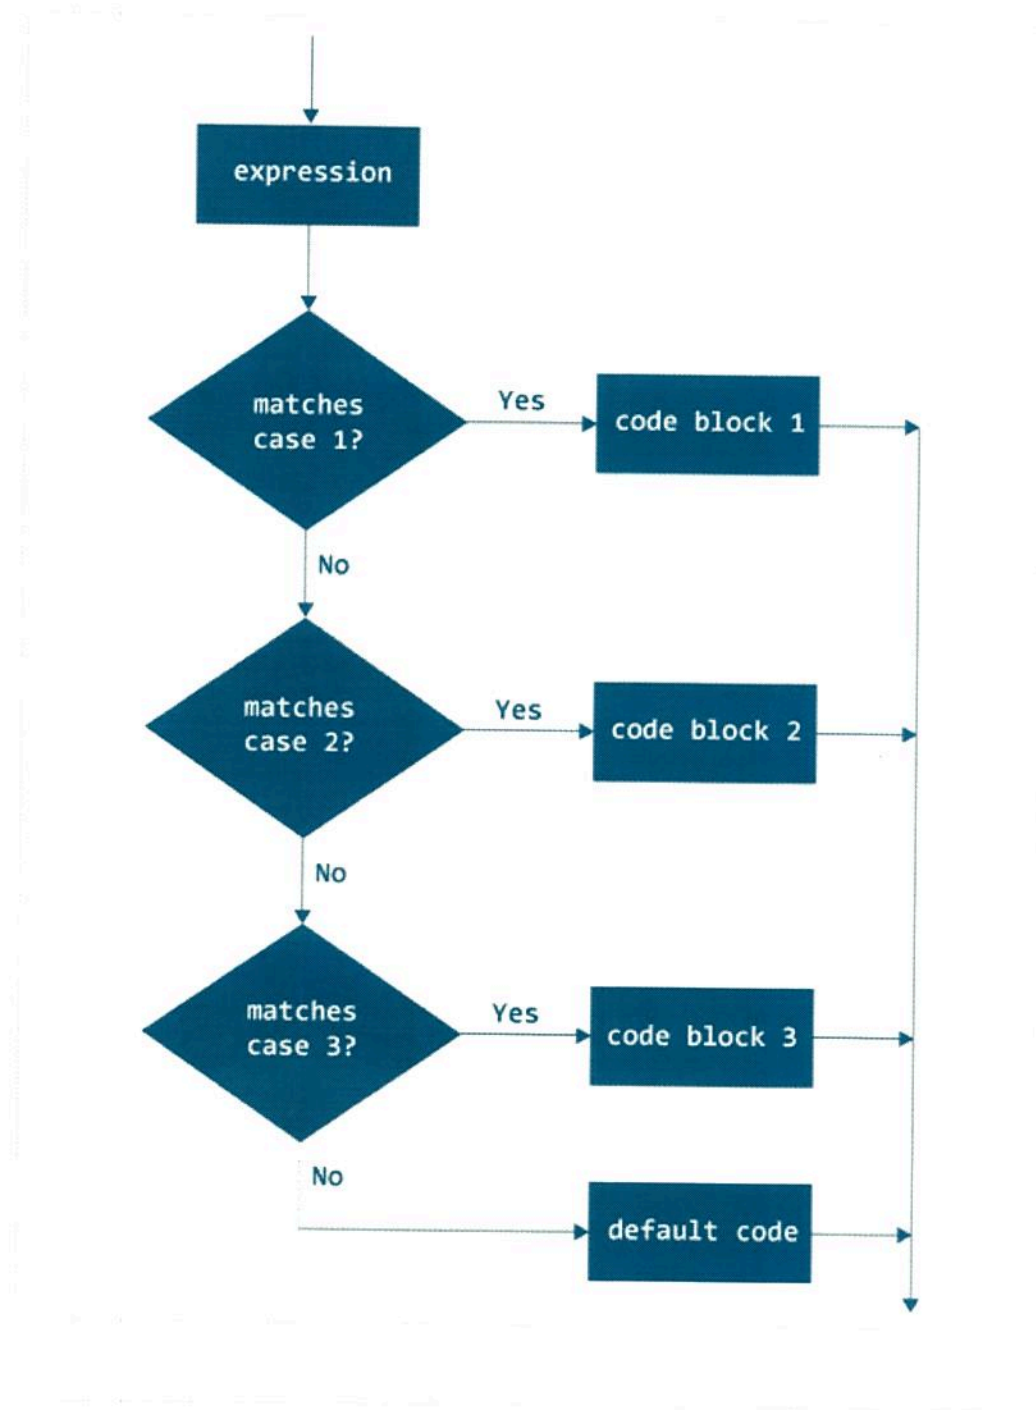 expression
matches
case 1?
Yes
code block 1
No
matches
case 2?
Yes
code block 2
No
matches
case 3?
Yes
code block 3
No
default code